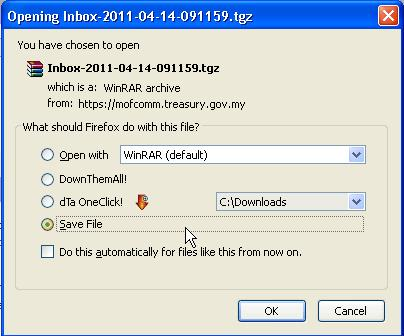 Opening Inbox-2011-04-14-091159.tgz
You have chosen to open
Inbox-2011-04-14-091159.tgz
which is a: WinRAR archive
from: https://mofcomm.treasury.gov.my
What should Firefox do with this file?
Open with WinRAR (default)
DownThemAll!
dTa OneClick! C:\Downloads
Save File
Do this automatically for files like this from now on.
OK Cancel